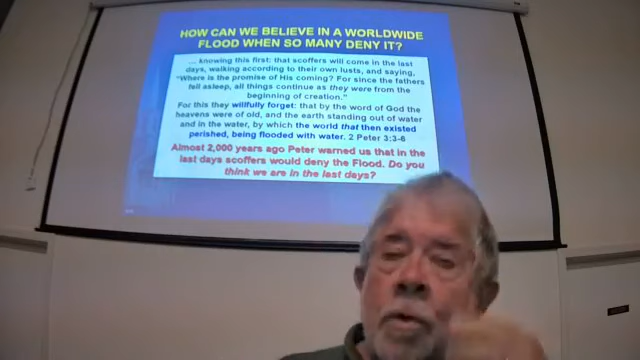 HOW CAN WE BELIEVE IN A WORLDWIDE
FLOOD WHEN SO MANY DENY IT?
... knowing this first: that scoffers will come in the last
days, walking according to their own lusts, and saying,
“Where is the promise of His coming? For since the fathers
fell asleep, all things continue as they were from the
beginning of creation.”
For this they willfully forget: that by the word of God the
heavens were of old, and the earth standing out of water
and in the water, by which the world that then existed
perished, being flooded with water. 2 Peter 3:3-6
Almost 2,000 years ago Peter warned us that in the
last days scoffers would deny the Flood. Do you
think we are in the last days?